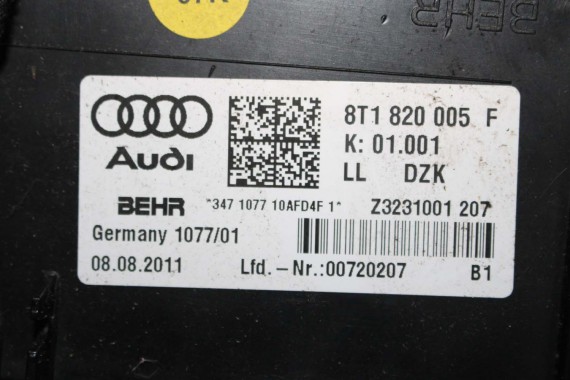 BEHR
8T1 820 005 F
K: 01.001
Audi
LL DZK
BEHR *347 1077 10AFD4F 1* Z3231001 207
Germany 1077/01
08.08.2011 Lfd.-Nr.:00720207 B1